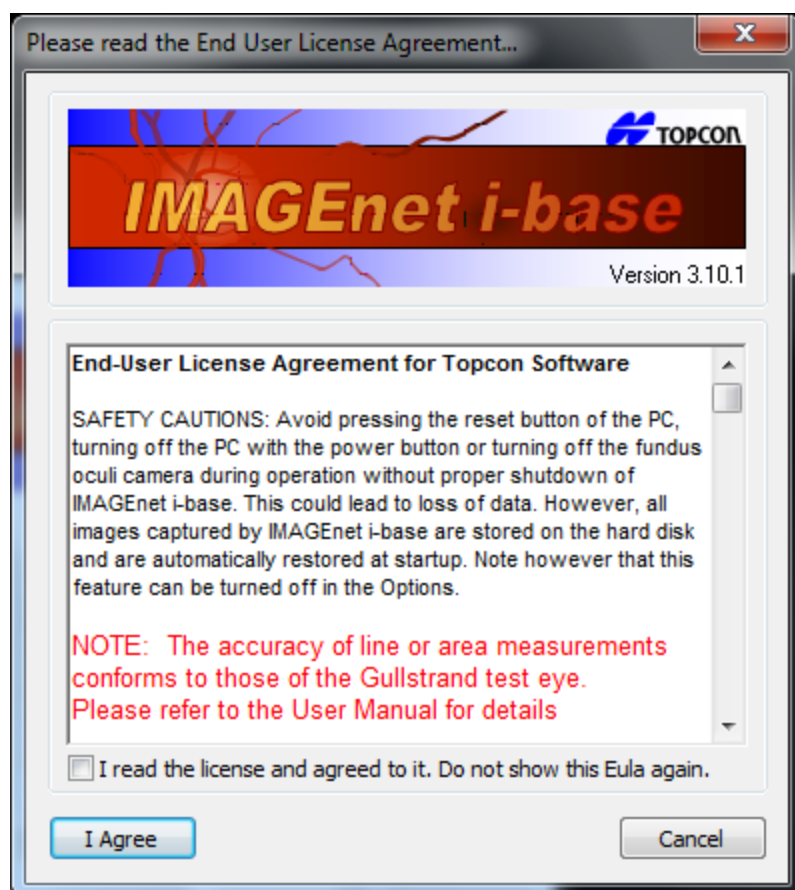 Please read the End User License Agreement...
TOPCON
IMAGEnet i-base
Version 3.10.1
End-User License Agreement for Topcon Software
SAFETY CAUTIONS: Avoid pressing the reset button of the PC,
turning off the PC with the power button or turning off the fundus
oculi camera during operation without proper shutdown of
IMAGEnet i-base. This could lead to loss of data. However, all
images captured by IMAGEnet i-base are stored on the hard disk
and are automatically restored at startup. Note however that this
feature can be turned off in the Options.
NOTE: The accuracy of line or area measurements
conforms to those of the Gullstrand test eye.
Please refer to the User Manual for details
I read the license and agreed to it. Do not show this Eula again.
I Agree
Cancel